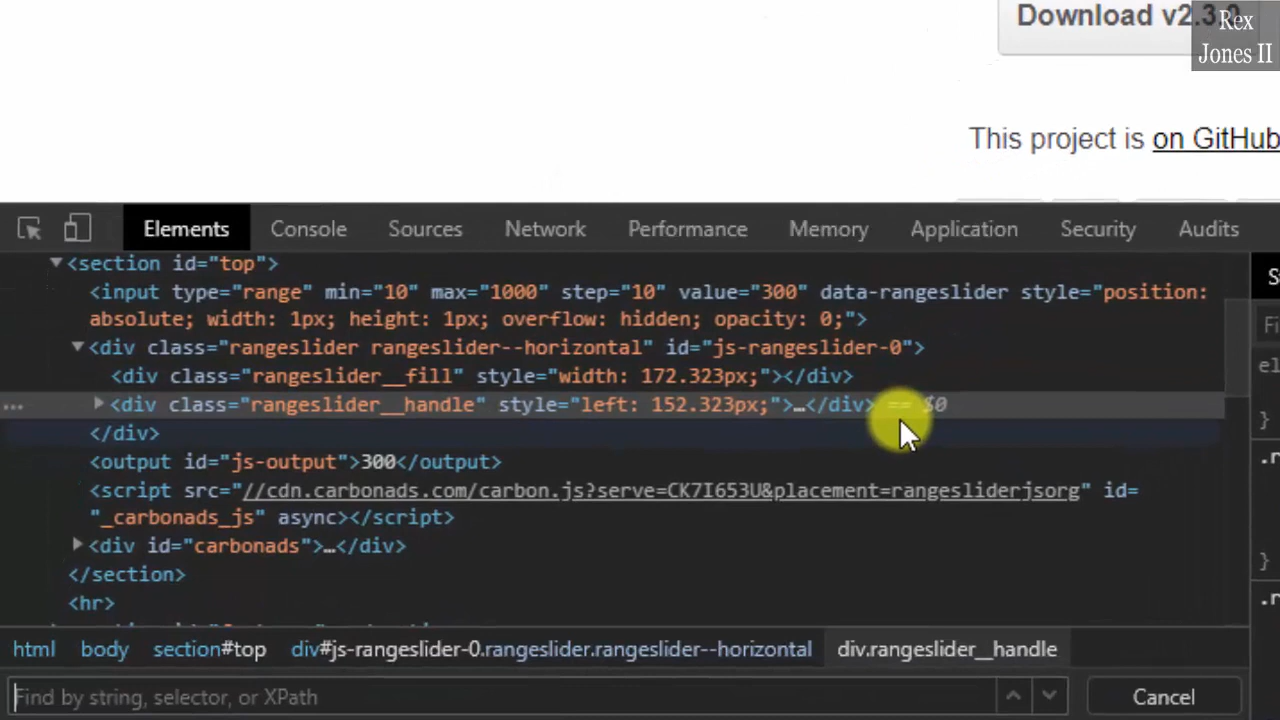 Download v2.3.0
Rex
Jones II
This project is on GitHub
Elements Console Sources Network Performance Memory Application Security Audits
<section id="top">
<input type="range" min="10" max="1000" step="10" value="300" data-rangeslider style="position:
absolute; width: 1px; height: 1px; overflow: hidden; opacity: 0;">
<div class="rangeslider rangeslider--horizontal" id="js-rangeslider-0">
<div class="rangeslider__fill" style="width: 172.323px;"></div>
<div class="rangeslider__handle" style="left: 152.323px;">…</div> == $0
</div>
<output id="js-output">300</output>
<script src="//cdn.carbonads.com/carbon.js?serve=CK7I653U&placement=rangesliderjsorg" id=
"_carbonads_js" async></script>
<div id="carbonads">…</div>
</section>
<hr>
html body section#top div#js-rangeslider-0.rangeslider.rangeslider--horizontal div.rangeslider__handle
Find by string, selector, or XPath
Cancel